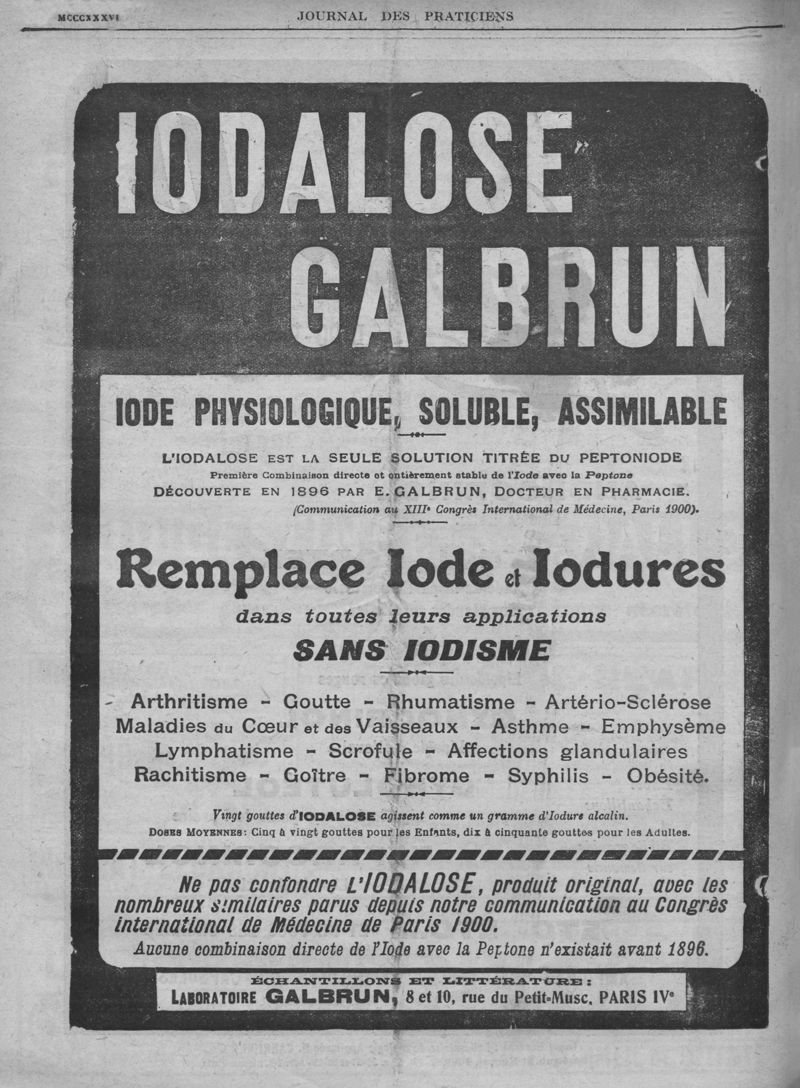 MCCCXXXVI
JOURNAL DES PRATICIENS
IODALOSE
GALBRUN
IODE PHYSIOLOGIQUE, SOLUBLE, ASSIMILABLE
L'IODALOSE EST LA SEULE SOLUTION TITRÉE DU PEPTONIODE
Première Combinaison directe et entièrement stable de l'Iode avec la Peptone
DÉCOUVERTE EN 1896 PAR E. GALBRUN, DOCTEUR EN PHARMACIE.
(Communication au XIIIe Congrès International de Médecine, Paris 1900).
Remplace Iode et Iodures
dans toutes leurs applications
SANS IODISME
Arthritisme - Goutte - Rhumatisme - Artério-Sclérose
Maladies du Cœur et des Vaisseaux - Asthme - Emphysème
Lymphatisme - Scrofule - Affections glandulaires
Rachitisme - Goître - Fibrome - Syphilis - Obésité.
Vingt gouttes d'IODALOSE agissent comme un gramme d'Iodure alcalin.
DOSES MOYENNES: Cinq à vingt gouttes pour les Enfants, dix à cinquante gouttes pour les Adultes.
Ne pas confondre L'IODALOSE, produit original, avec les
nombreux similaires parus depuis notre communication au Congrès
International de Médecine de Paris 1900.
Aucune combinaison directe de l'Iode avec la Peptone n'existait avant 1896.
ÉCHANTILLONS ET LITTÉRATURE:
LABORATOIRE GALBRUN, 8 et 10, rue du Petit-Musc, PARIS IVe